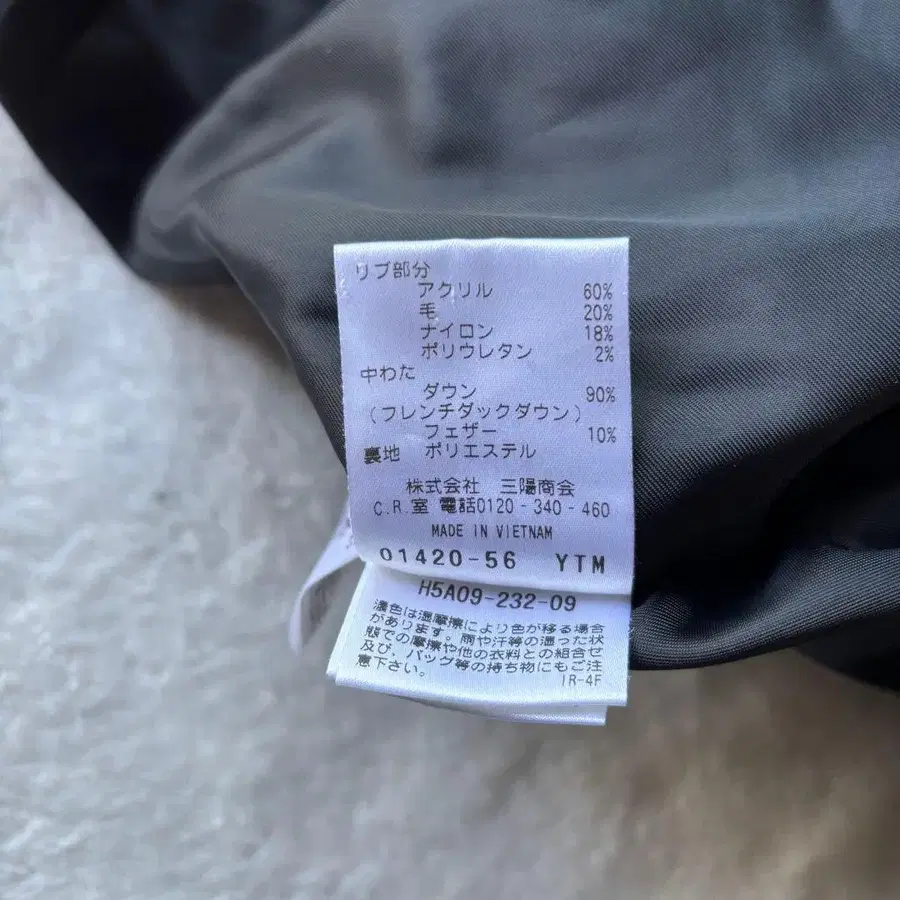 リブ部分
アクリル 60%
毛 20%
ナイロン 18%
ポリウレタン 2%
中わた
ダウン 90%
(フレンチダックダウン)
フェザー 10%
裏地 ポリエステル
株式会社 三陽商会
C.R.室 電話0120-340-460
MADE IN VIETNAM
01420-56 YTM
H5A09-232-09
濃色は湿摩擦により色が移る場合
があります。雨や汗等の湿った状
態での摩擦や他の衣料との組合せ
及び、バッグ等の持ち物にもご注
意下さい。
IR-4F